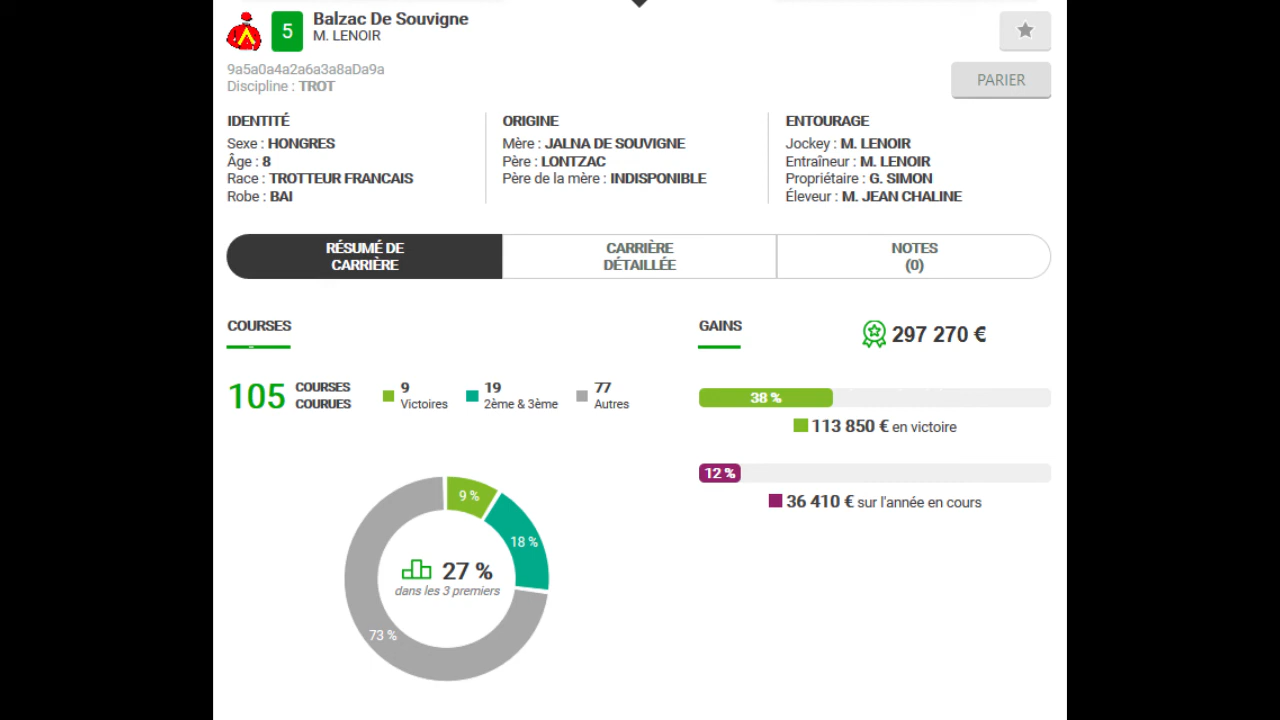 5
Balzac De Souvigne
M. LENOIR
9a5a0a4a2a6a3a8aDa9a
Discipline : TROT
PARIER
IDENTITÉ
Sexe : HONGRES
Âge : 8
Race : TROTTEUR FRANCAIS
Robe : BAI
ORIGINE
Mère : JALNA DE SOUVIGNE
Père : LONTZAC
Père de la mère : INDISPONIBLE
ENTOURAGE
Jockey : M. LENOIR
Entraîneur : M. LENOIR
Propriétaire : G. SIMON
Éleveur : M. JEAN CHALINE
RÉSUMÉ DE
CARRIÈRE
CARRIÈRE
DÉTAILLÉE
NOTES
(0)
COURSES
105
COURSES
COURUES
9
Victoires
19
2ème & 3ème
77
Autres
9 %
18 %
73 %
27 %
dans les 3 premiers
GAINS
297 270 €
38 %
113 850 € en victoire
12 %
36 410 € sur l'année en cours